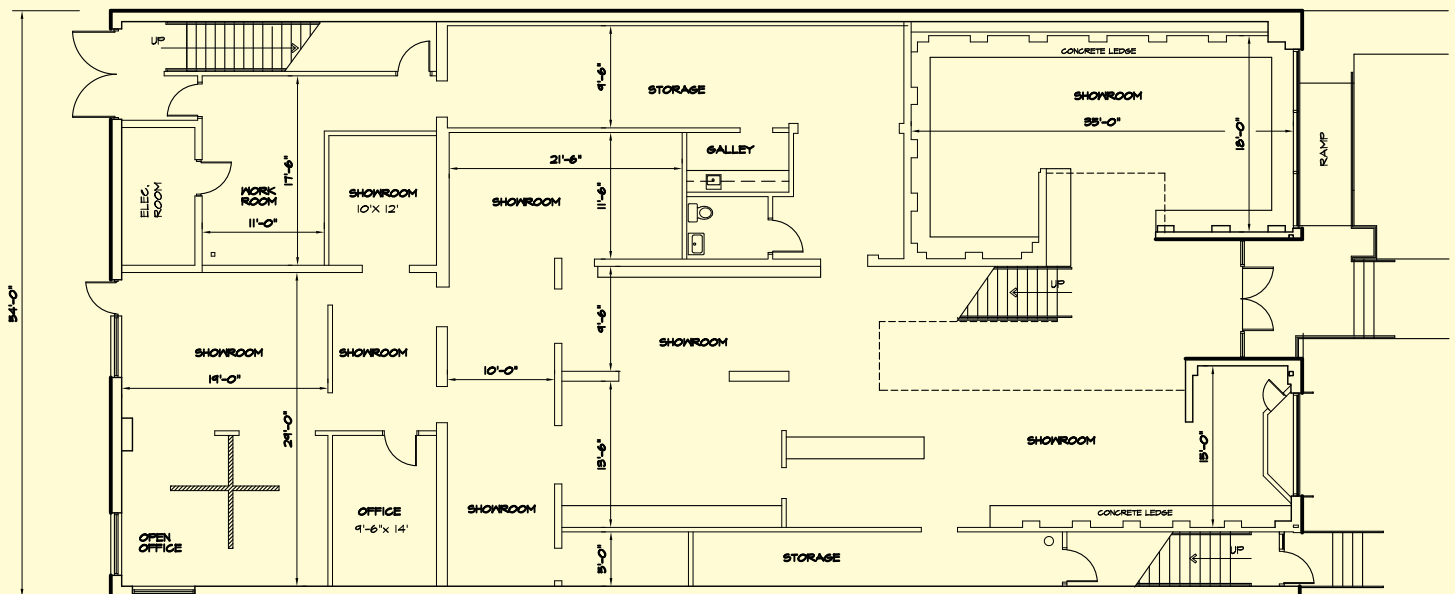 UP
CONCRETE LEDGE
9'-6"
STORAGE
SHOWROOM
35'-0"
18'-0"
RAMP
GALLEY
21'-6"
17'-6"
ELEC.
ROOM
WORK
ROOM
11'-0"
SHOWROOM
10' X 12'
SHOWROOM
11'-6"
54'-0"
UP
9'-6"
SHOWROOM
SHOWROOM
SHOWROOM
19'-0"
10'-0"
29'-0"
13'-6"
SHOWROOM
15'-0"
OFFICE
9'-6" x 14'
SHOWROOM
CONCRETE LEDGE
OPEN
OFFICE
5'-0"
STORAGE
UP